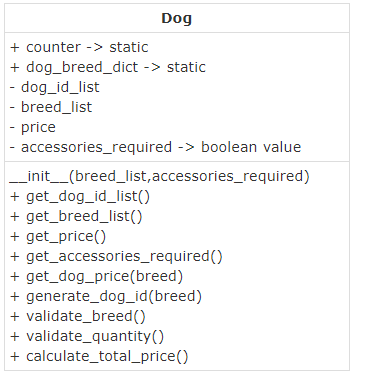 Dog
+ counter -> static
+ dog_breed_dict -> static
- dog_id_list
- breed_list
- price
- accessories_required -> boolean value
__init__(breed_list,accessories_required)
+ get_dog_id_list()
+ get_breed_list()
+ get_price()
+ get_accessories_required()
+ get_dog_price(breed)
+ generate_dog_id(breed)
+ validate_breed()
+ validate_quantity()
+ calculate_total_price()